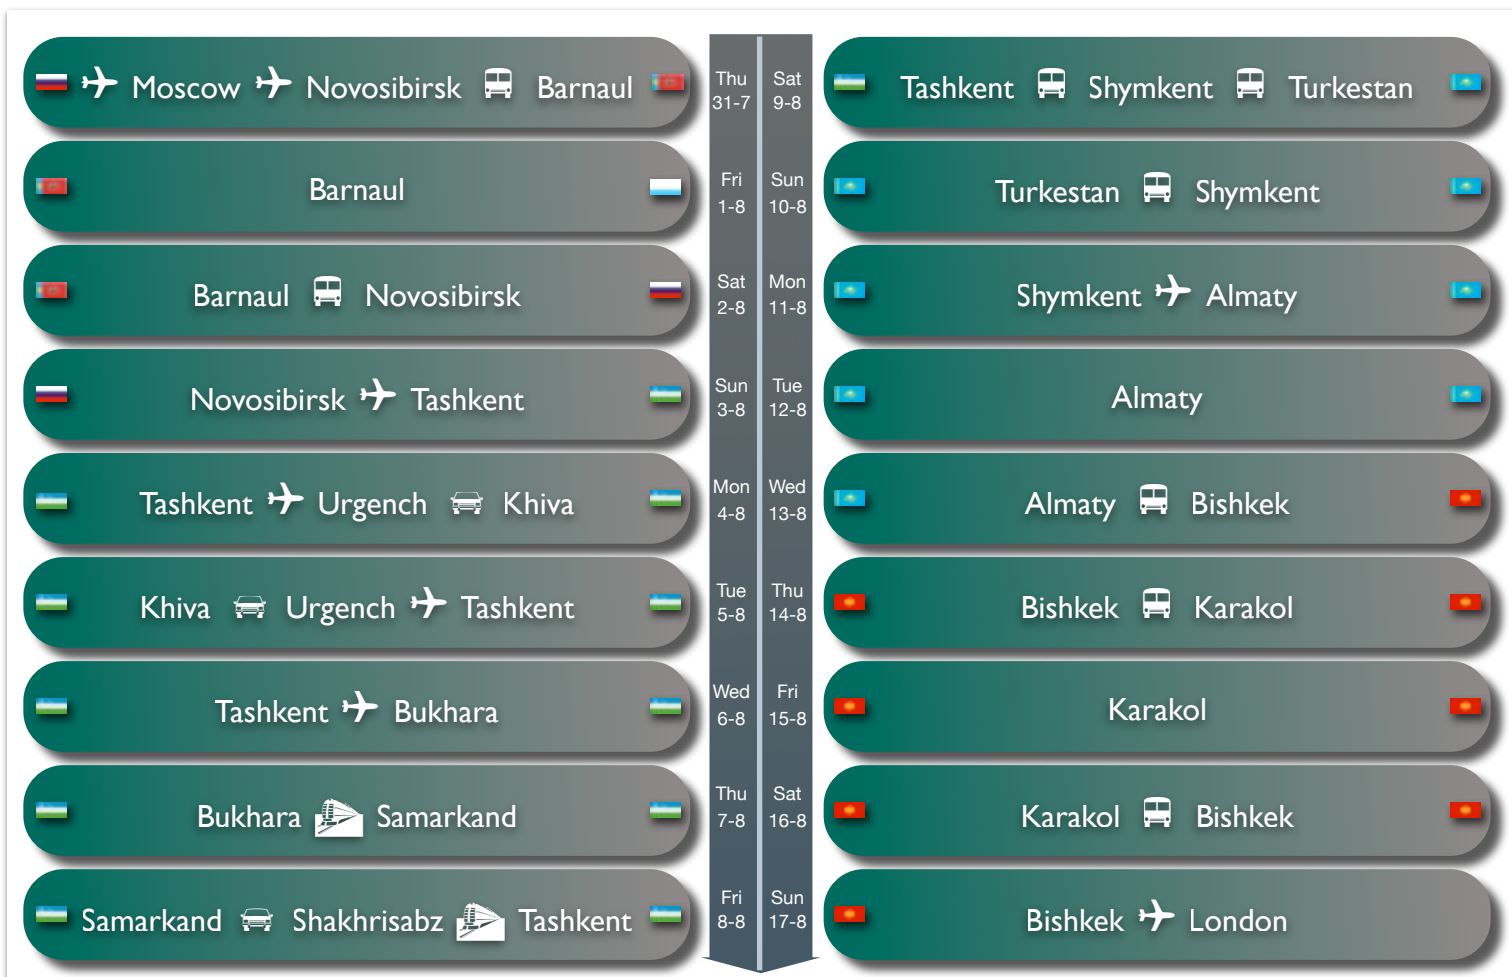 Moscow Novosibirsk Barnaul
Thu
31-7
Sat
9-8
Tashkent Shymkent Turkestan
Barnaul
Fri
1-8
Sun
10-8
Turkestan Shymkent
Barnaul Novosibirsk
Sat
2-8
Mon
11-8
Shymkent Almaty
Novosibirsk Tashkent
Sun
3-8
Tue
12-8
Almaty
Tashkent Urgench Khiva
Mon
4-8
Wed
13-8
Almaty Bishkek
Khiva Urgench Tashkent
Tue
5-8
Thu
14-8
Bishkek Karakol
Tashkent Bukhara
Wed
6-8
Fri
15-8
Karakol
Bukhara Samarkand
Thu
7-8
Sat
16-8
Karakol Bishkek
Samarkand Shakhrisabz Tashkent
Fri
8-8
Sun
17-8
Bishkek London